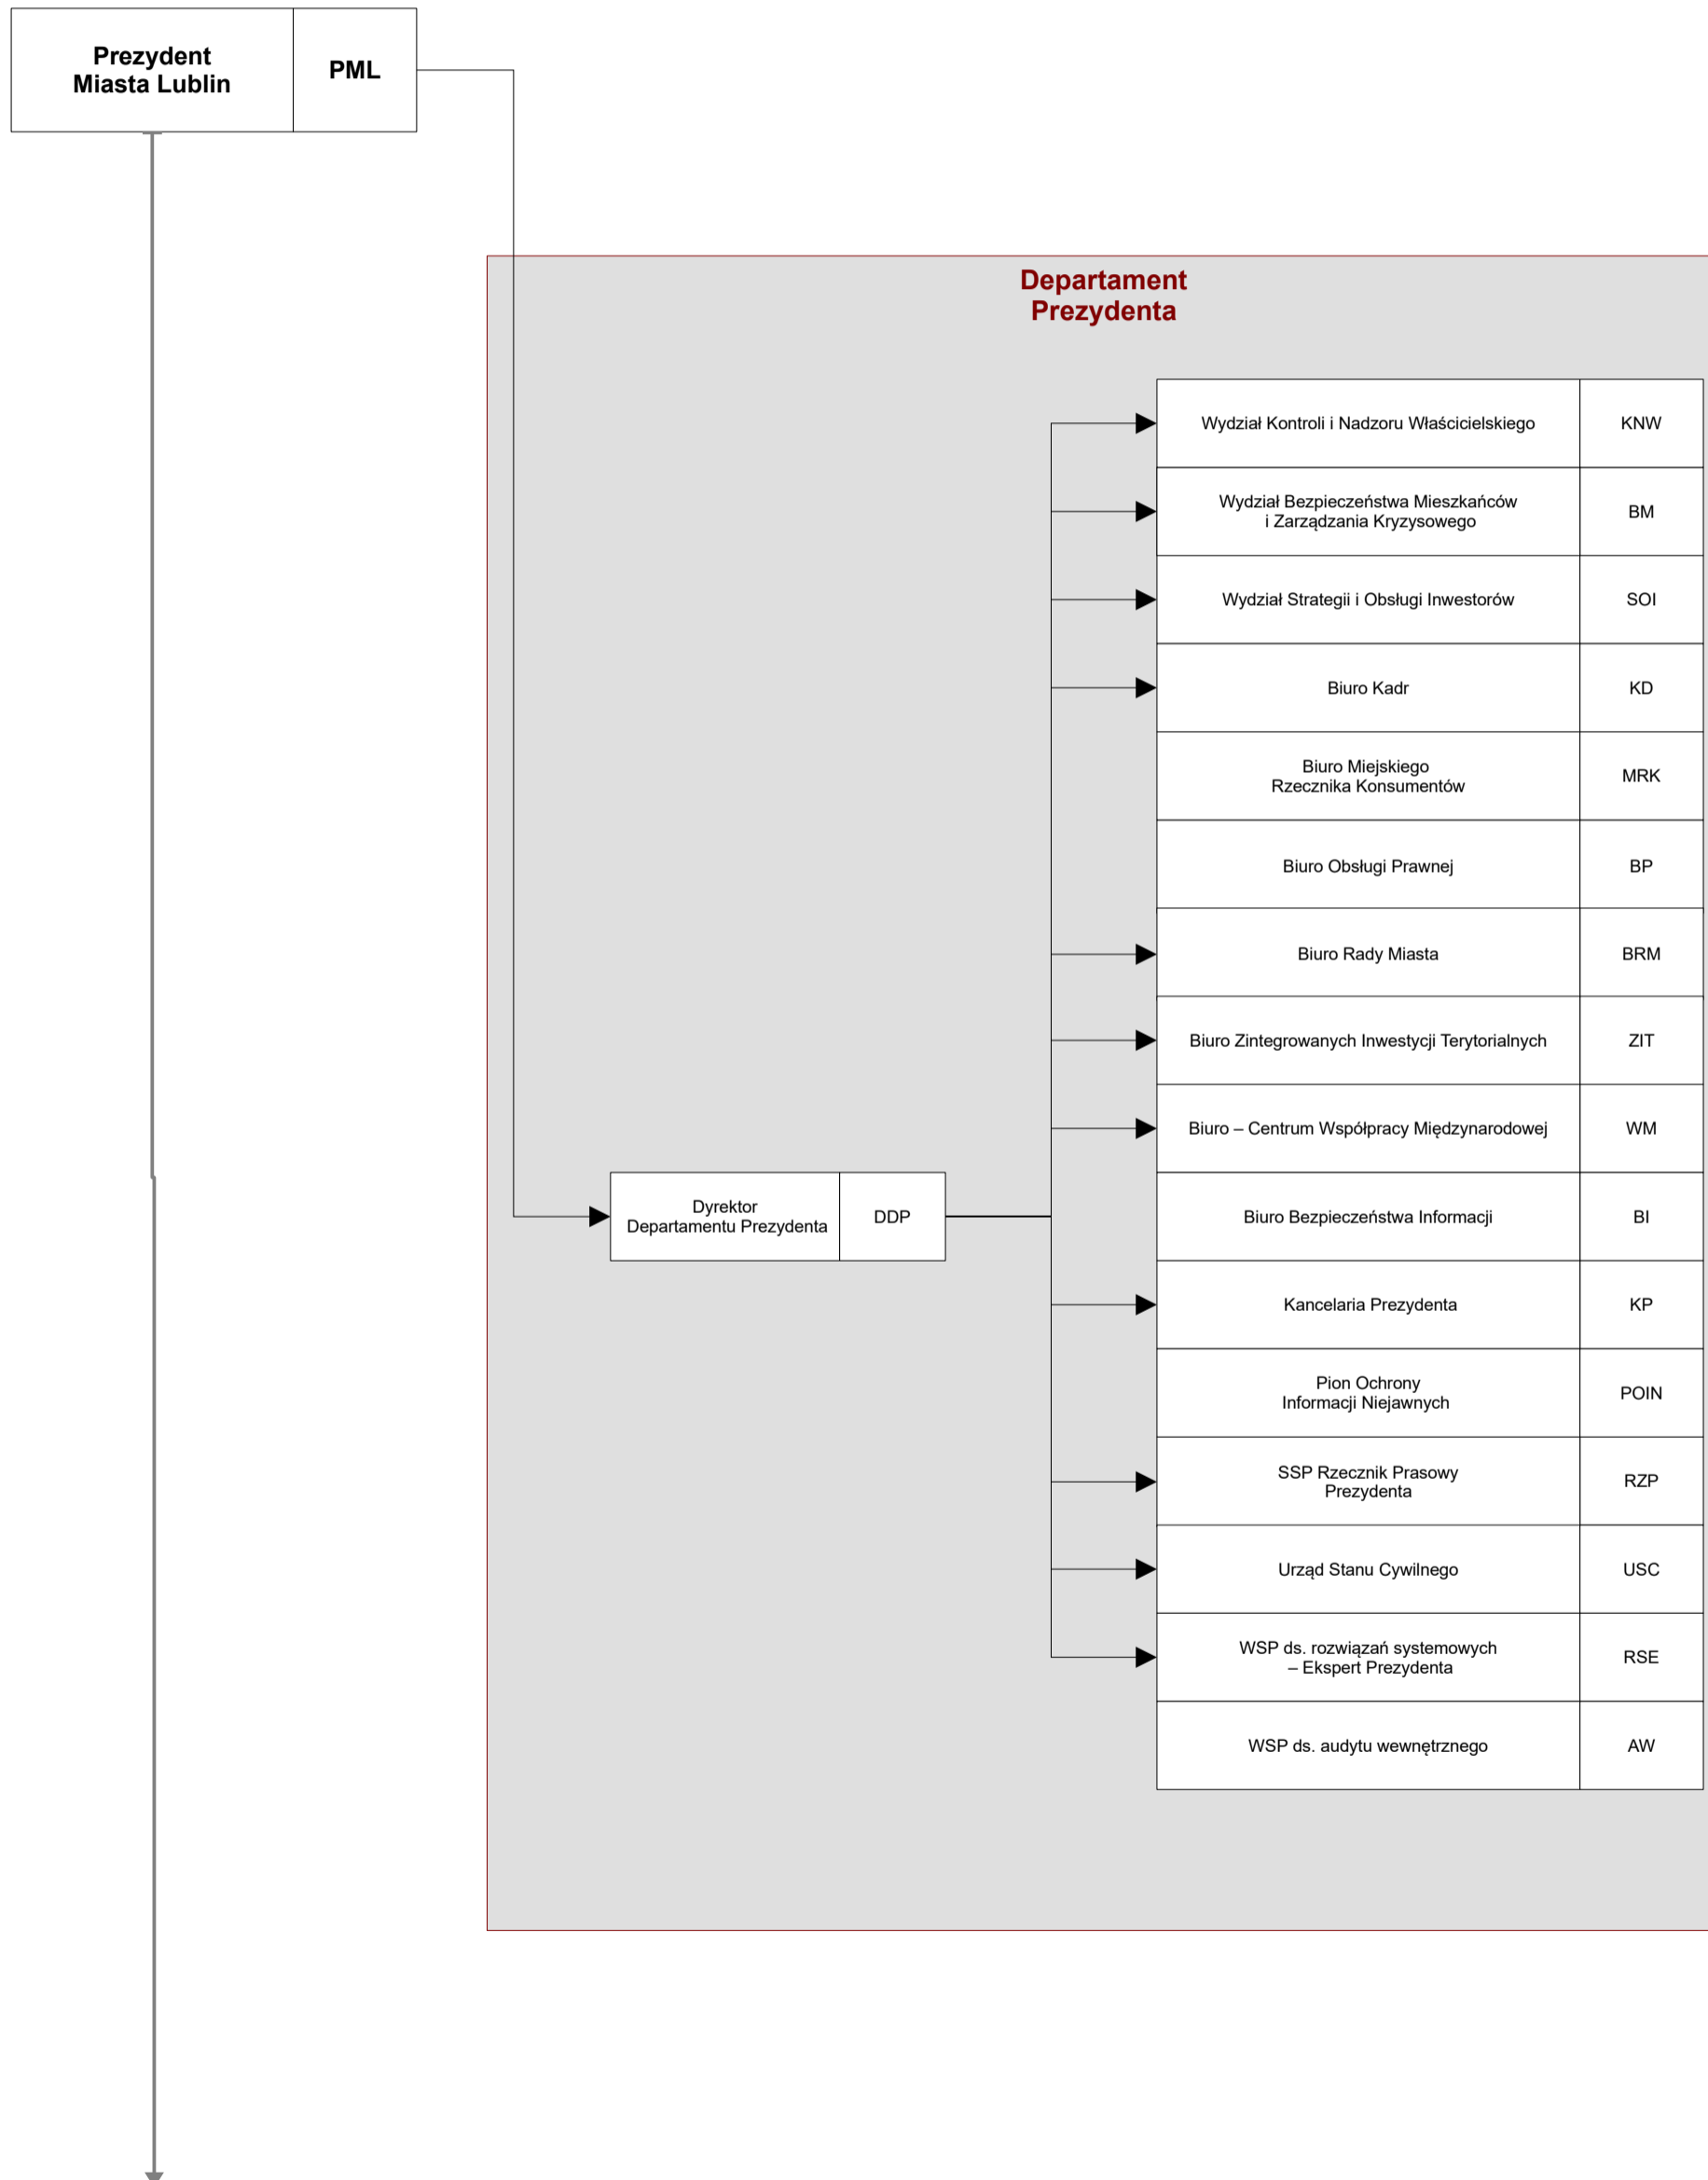 Prezydent
Miasta Lublin
PML
Departament
Prezydenta
Wydział Kontroli i Nadzoru Właścicielskiego
KNW
Wydział Bezpieczeństwa Mieszkańców
i Zarządzania Kryzysowego
BM
Wydział Strategii i Obsługi Inwestorów
SOI
Biuro Kadr
KD
Biuro Miejskiego
Rzecznika Konsumentów
MRK
Biuro Obsługi Prawnej
BP
Biuro Rady Miasta
BRM
Biuro Zintegrowanych Inwestycji Terytorialnych
ZIT
Biuro – Centrum Współpracy Międzynarodowej
WM
Dyrektor
Departamentu Prezydenta
DDP
Biuro Bezpieczeństwa Informacji
BI
Kancelaria Prezydenta
KP
Pion Ochrony
Informacji Niejawnych
POIN
SSP Rzecznik Prasowy
Prezydenta
RZP
Urząd Stanu Cywilnego
USC
WSP ds. rozwiązań systemowych
– Ekspert Prezydenta
RSE
WSP ds. audytu wewnętrznego
AW